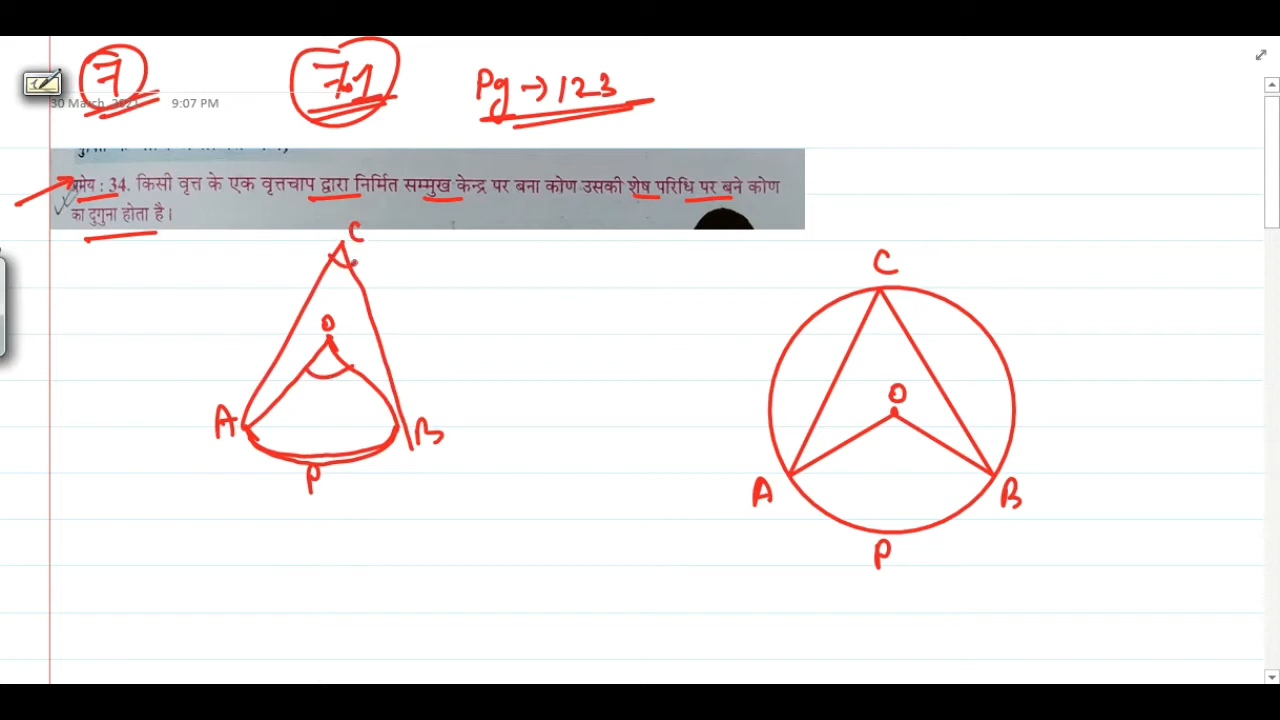 7 7.1 Pg → 123
30 March, 2021 9:07 PM
प्रमेय : 34. किसी वृत्त के एक वृत्तचाप द्वारा निर्मित सम्मुख केन्द्र पर बना कोण उसकी शेष परिधि पर बने कोण
का दुगुना होता है।
C
C
O
O
A B
A B
P
P